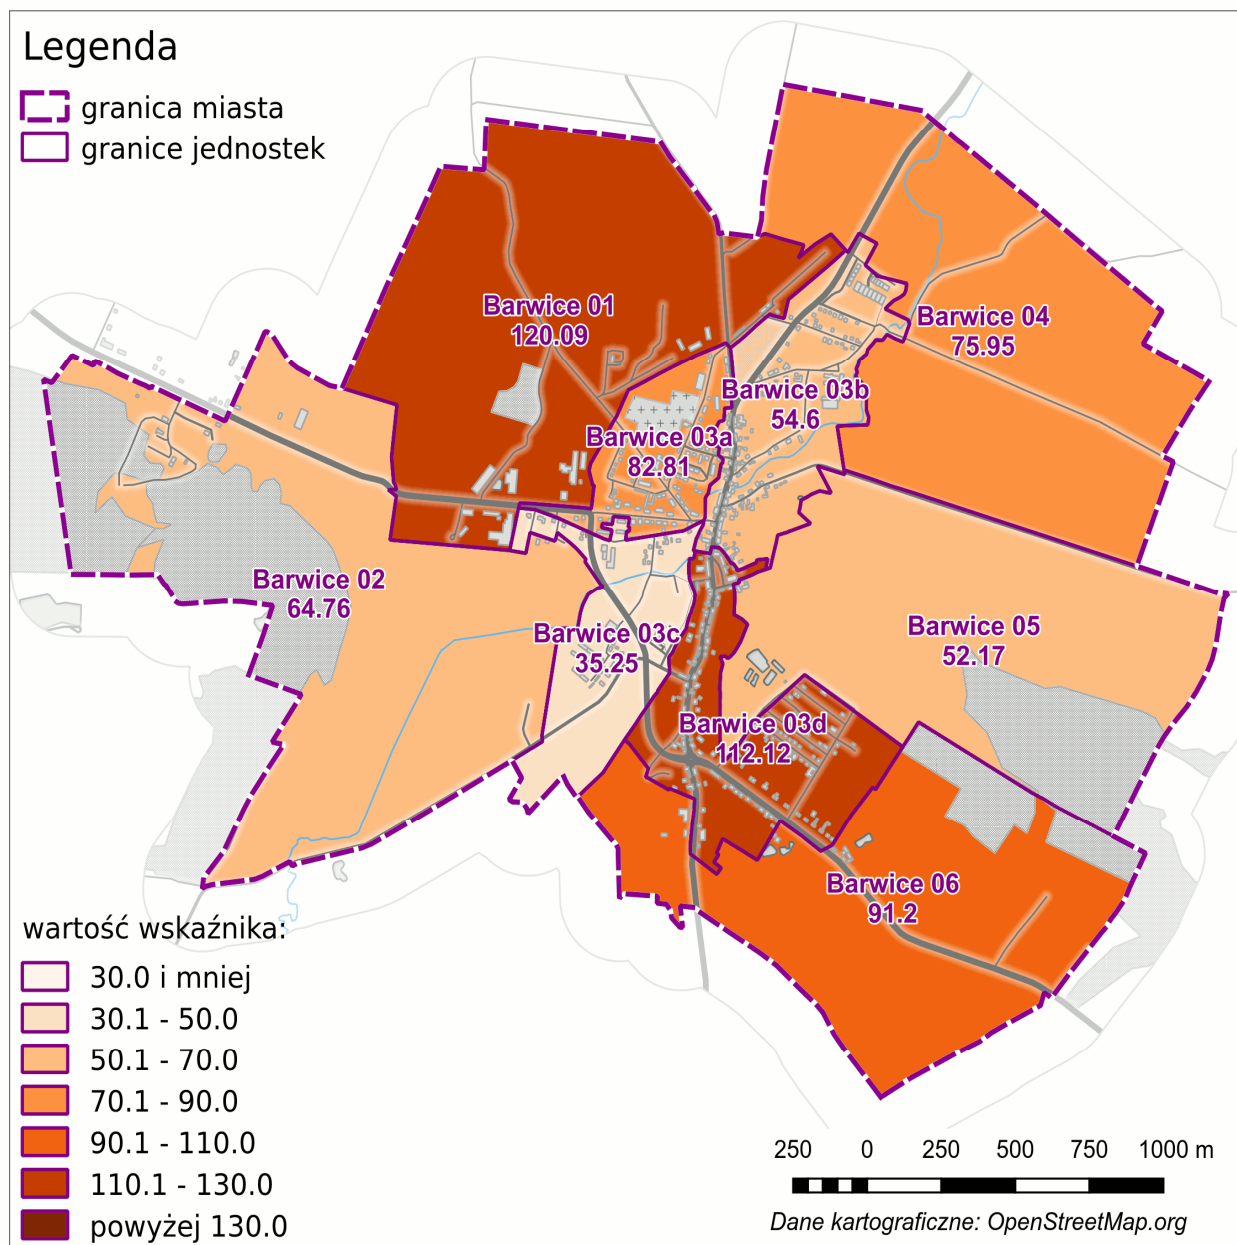 Legenda
granica miasta
granice jednostek
Barwice 01
120.09
Barwice 04
75.95
Barwice 03b
54.6
Barwice 03a
82.81
Barwice 02
64.76
Barwice 03c
35.25
Barwice 05
52.17
Barwice 03d
112.12
Barwice 06
91.2
wartość wskaźnika:
30.0 i mniej
30.1 - 50.0
50.1 - 70.0
70.1 - 90.0
90.1 - 110.0
110.1 - 130.0
powyżej 130.0
250 0 250 500 750 1000 m
Dane kartograficzne: OpenStreetMap.org